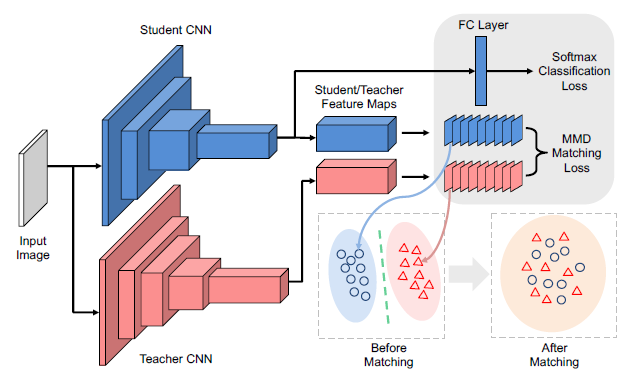 Student CNN
FC Layer
Softmax
Classification
Loss
Student/Teacher
Feature Maps
MMD
Matching
Loss
Input
Image
Teacher CNN
Before
Matching
After
Matching